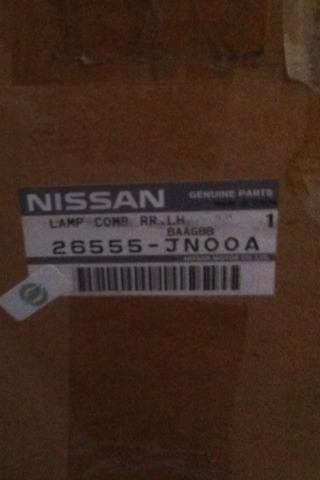 NISSAN GENUINE PARTS
LAMP COMB RR.LH 1
BAAGBB
26555-JN00A
NISSAN MOTOR CO.,LTD.